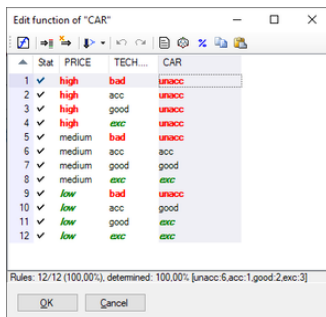 Edit function of "CAR"
Stat PRICE TECH.... CAR
1 high bad unacc
2 high acc unacc
3 high good unacc
4 high exc unacc
5 medium bad unacc
6 medium acc acc
7 medium good good
8 medium exc exc
9 low bad unacc
10 low acc good
11 low good exc
12 low exc exc
Rules: 12/12 (100,00%), determined: 100,00% [unacc:6,acc:1,good:2,exc:3]
OK Cancel